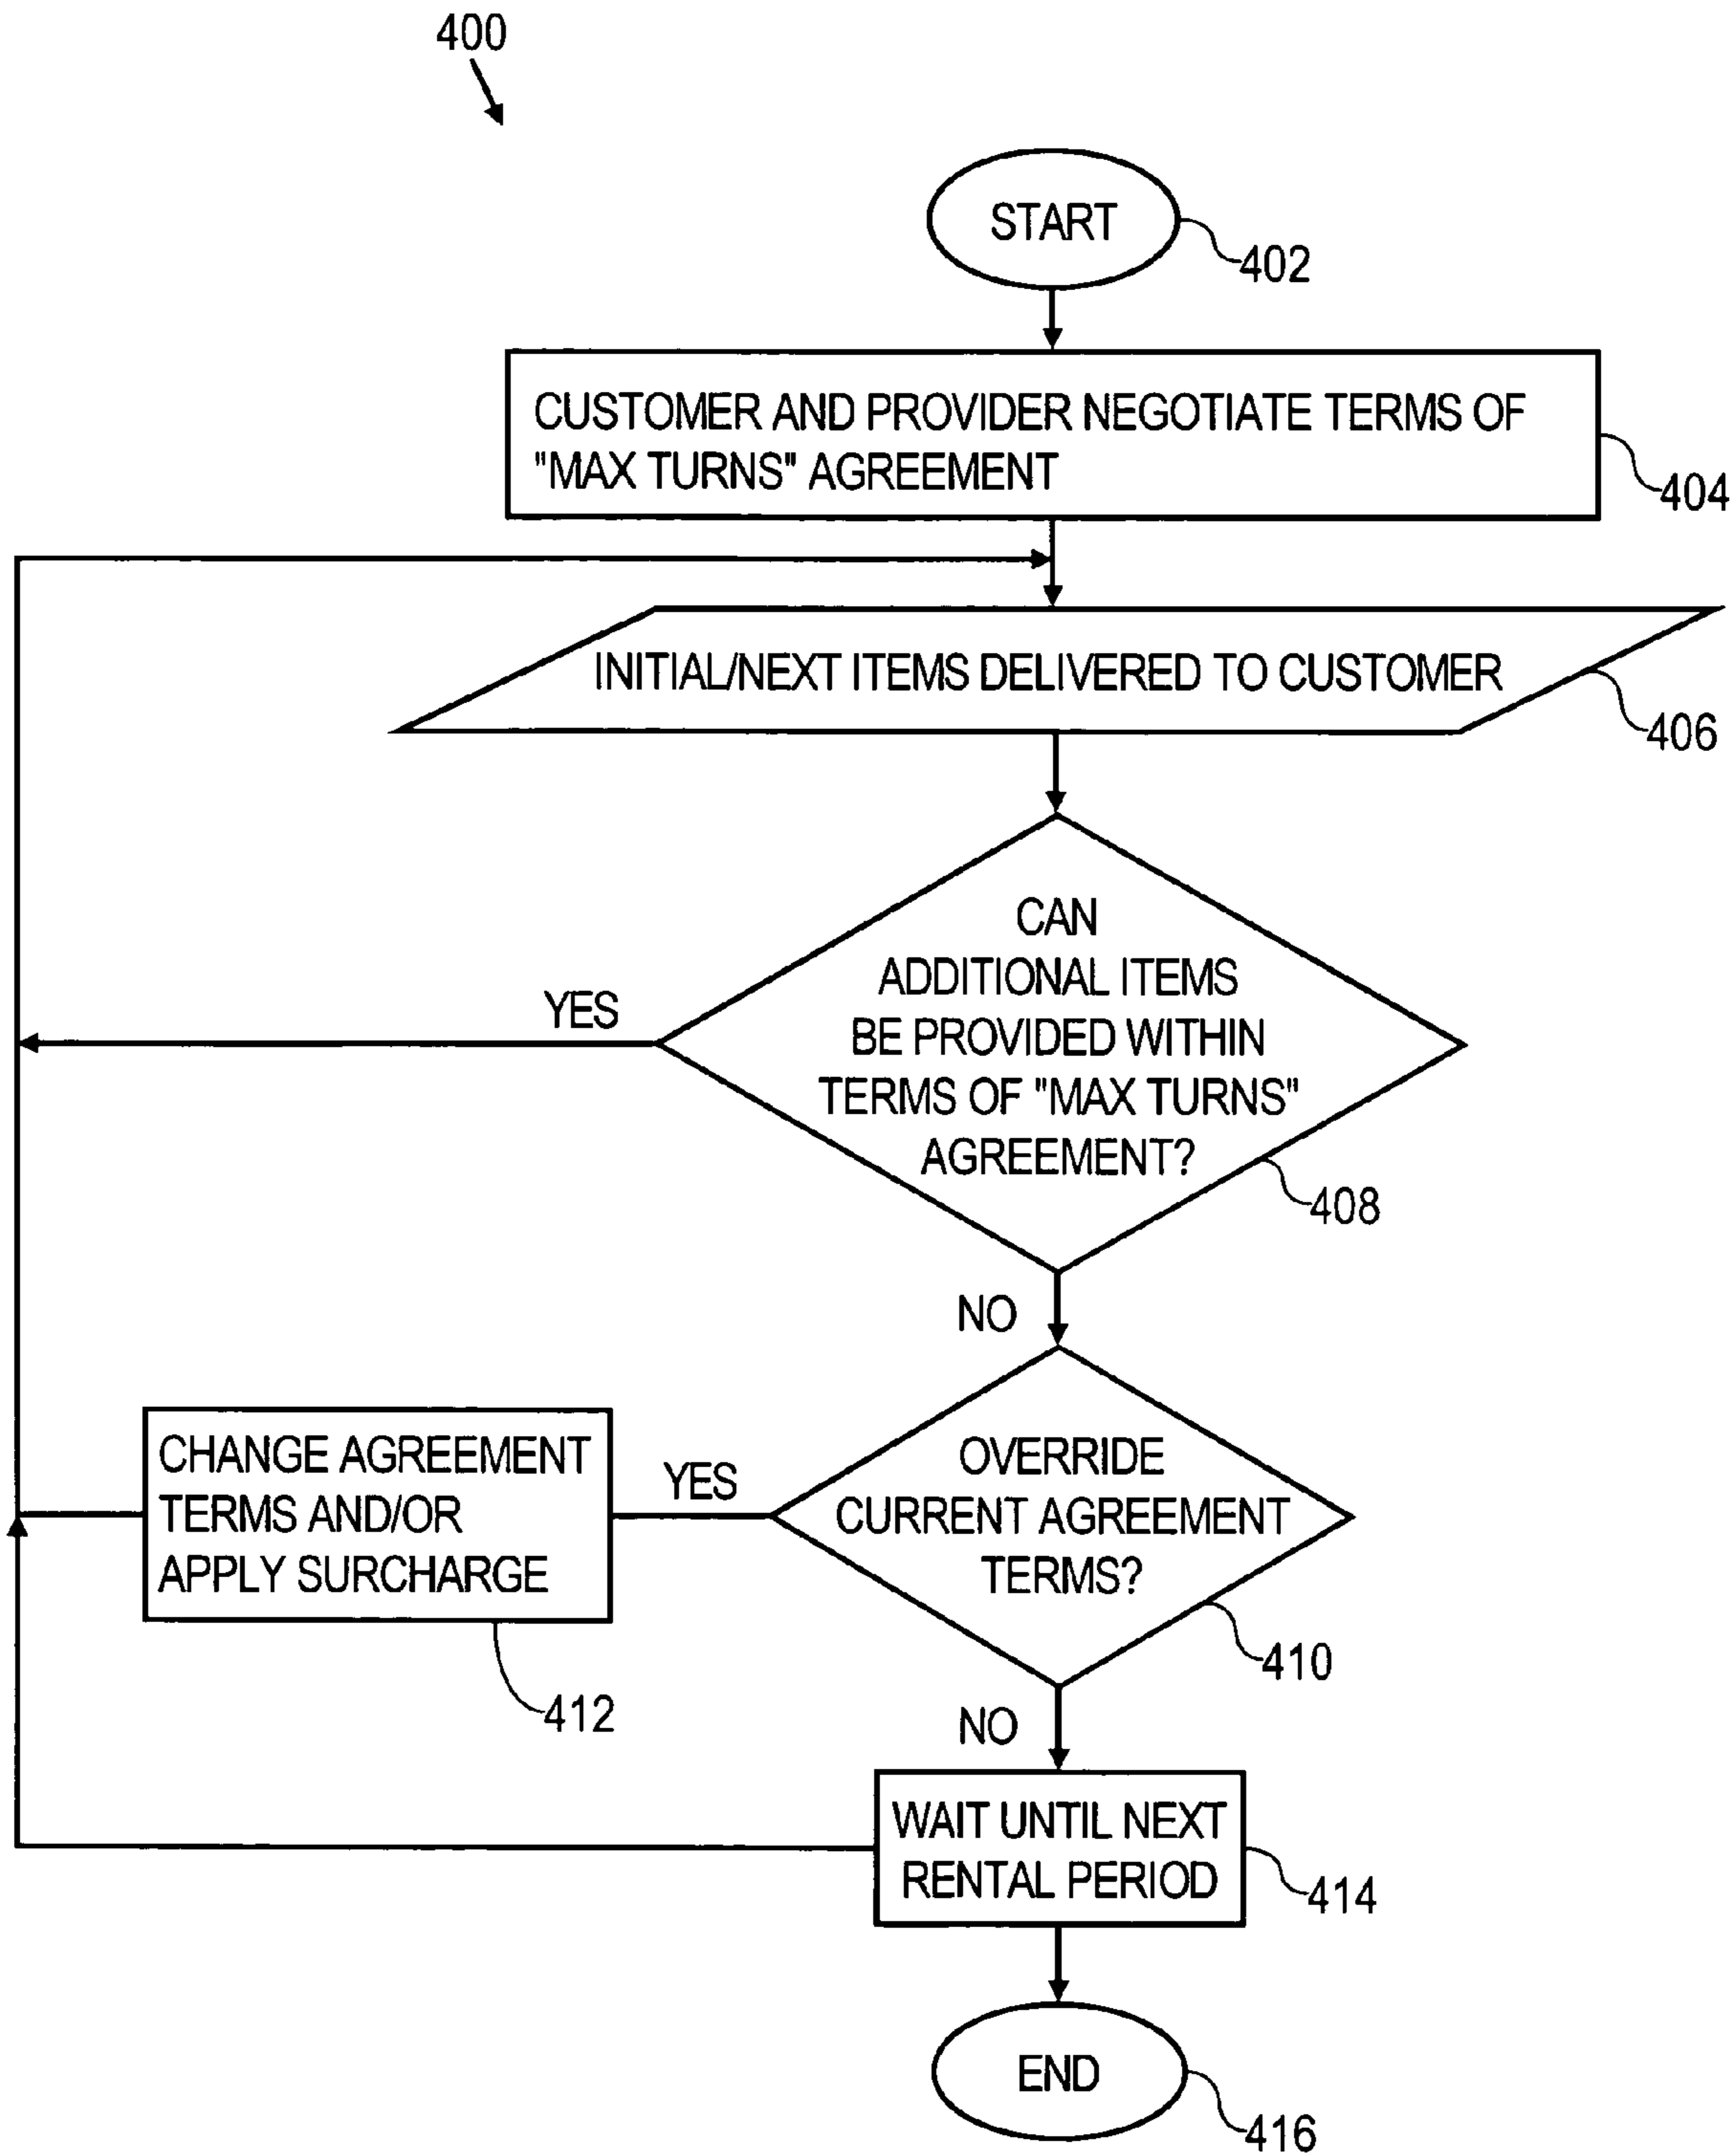 400
START
402
CUSTOMER AND PROVIDER NEGOTIATE TERMS OF
"MAX TURNS" AGREEMENT
404
INITIAL/NEXT ITEMS DELIVERED TO CUSTOMER
406
CAN
ADDITIONAL ITEMS
BE PROVIDED WITHIN
TERMS OF "MAX TURNS"
AGREEMENT?
YES
408
NO
OVERRIDE
CURRENT AGREEMENT
TERMS?
YES
CHANGE AGREEMENT
TERMS AND/OR
APPLY SURCHARGE
410
412
NO
WAIT UNTIL NEXT
RENTAL PERIOD
414
END
416